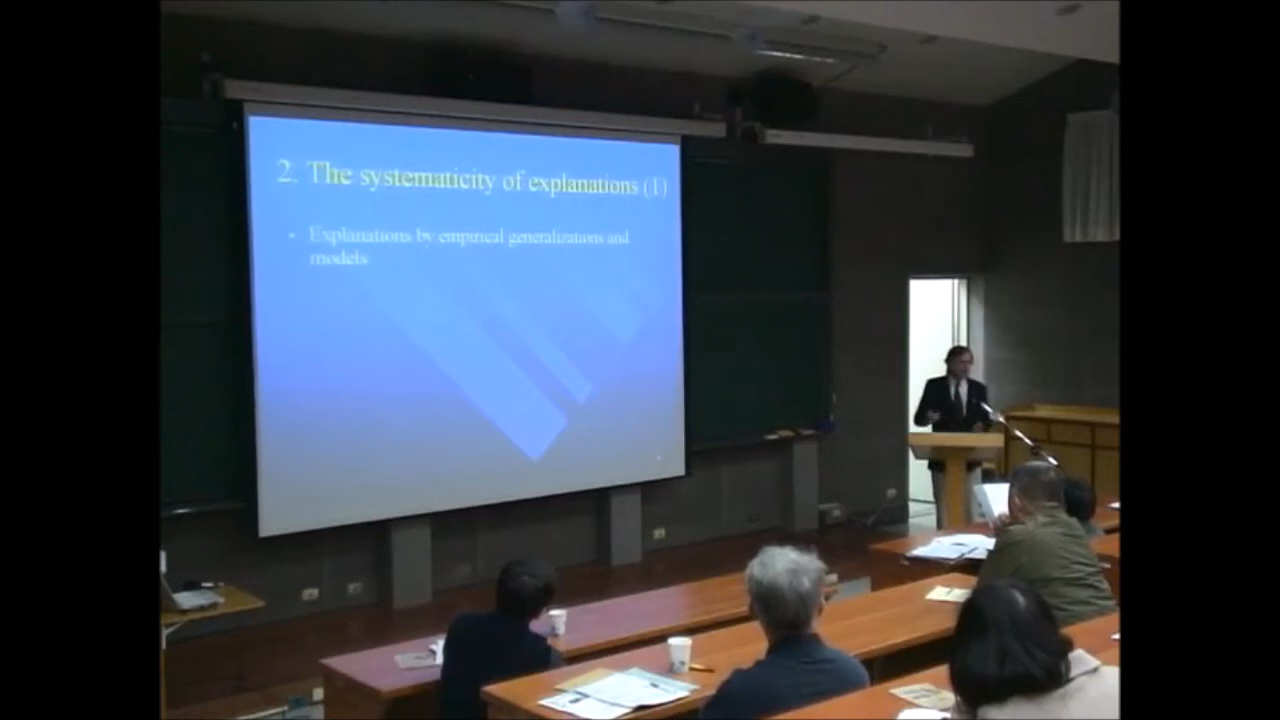 2. The systematicity of explanations (1)
• Explanations by empirical generalizations and
models